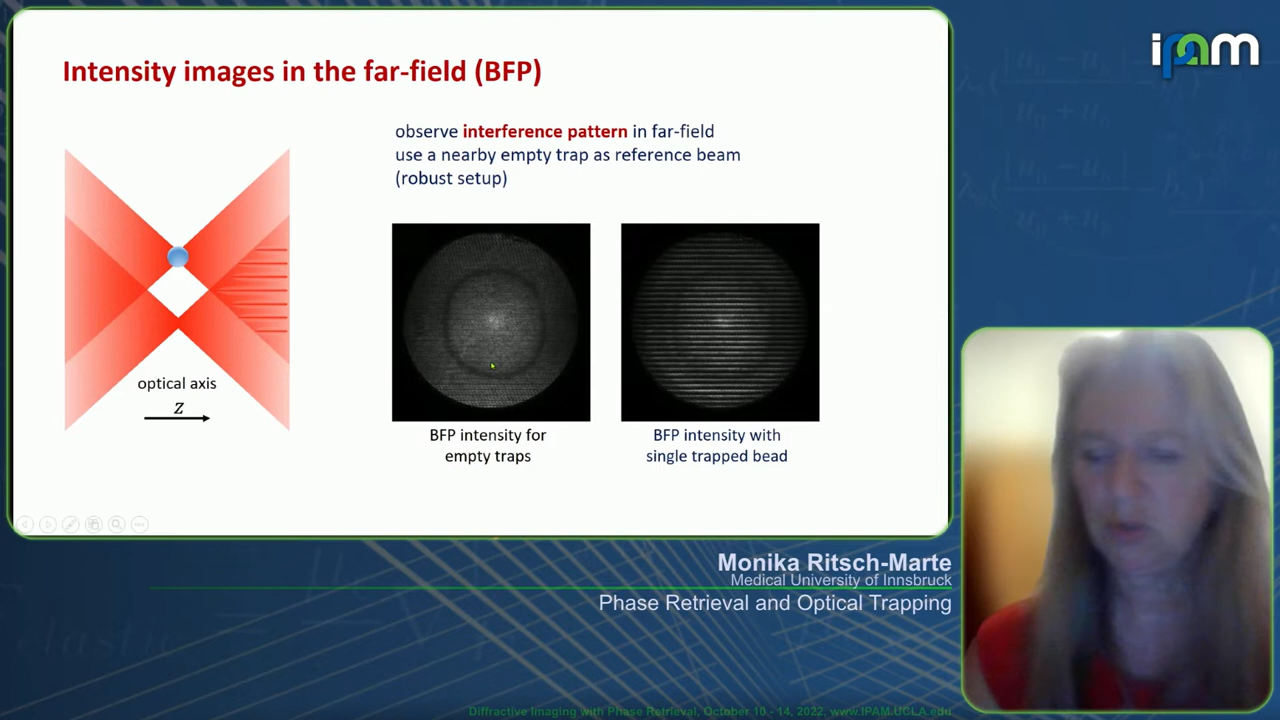 Intensity images in the far-field (BFP)
observe interference pattern in far-field
use a nearby empty trap as reference beam
(robust setup)
optical axis
z
BFP intensity for
empty traps
BFP intensity with
single trapped bead
ipam
Monika Ritsch-Marte
Medical University of Innsbruck
Phase Retrieval and Optical Trapping
Diffractive Imaging with Phase Retrieval, October 10 - 14, 2022, www.IPAM.UCLA.edu